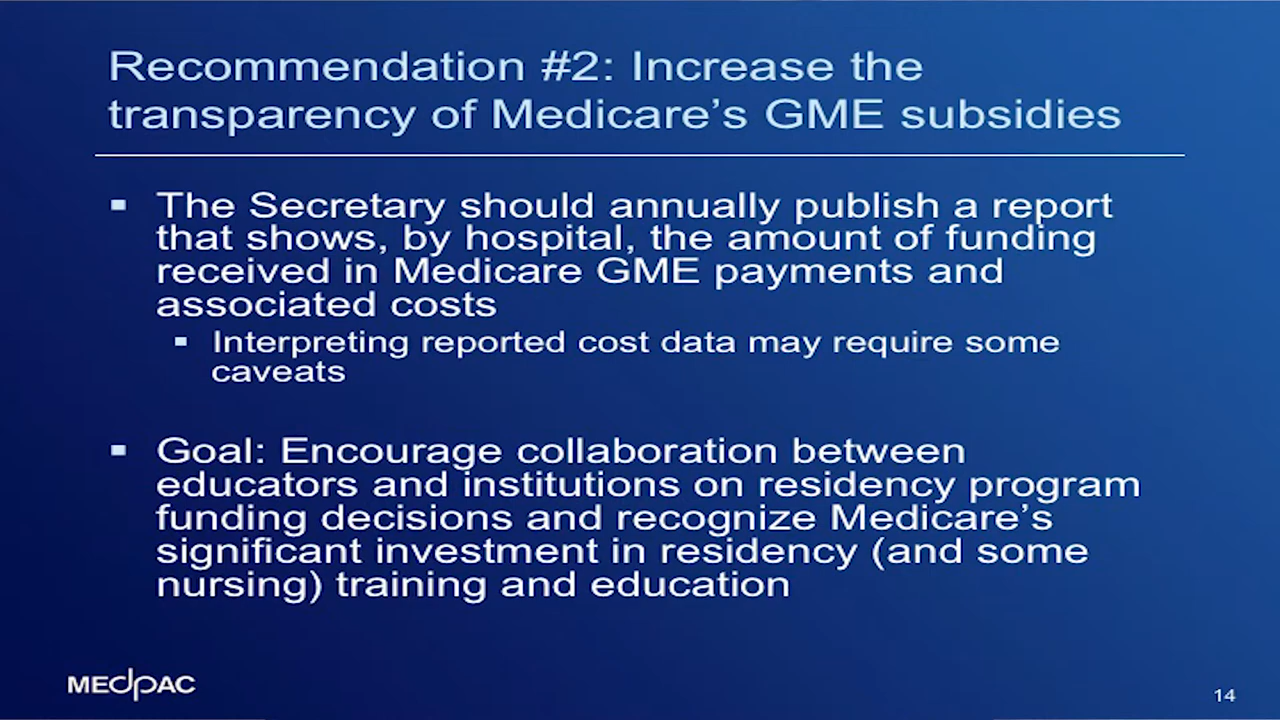 Recommendation #2: Increase the
transparency of Medicare's GME subsidies
The Secretary should annually publish a report
that shows, by hospital, the amount of funding
received in Medicare GME payments and
associated costs
Interpreting reported cost data may require some
caveats
Goal: Encourage collaboration between
educators and institutions on residency program
funding decisions and recognize Medicare's
significant investment in residency (and some
nursing) training and education
MEDPAC
14